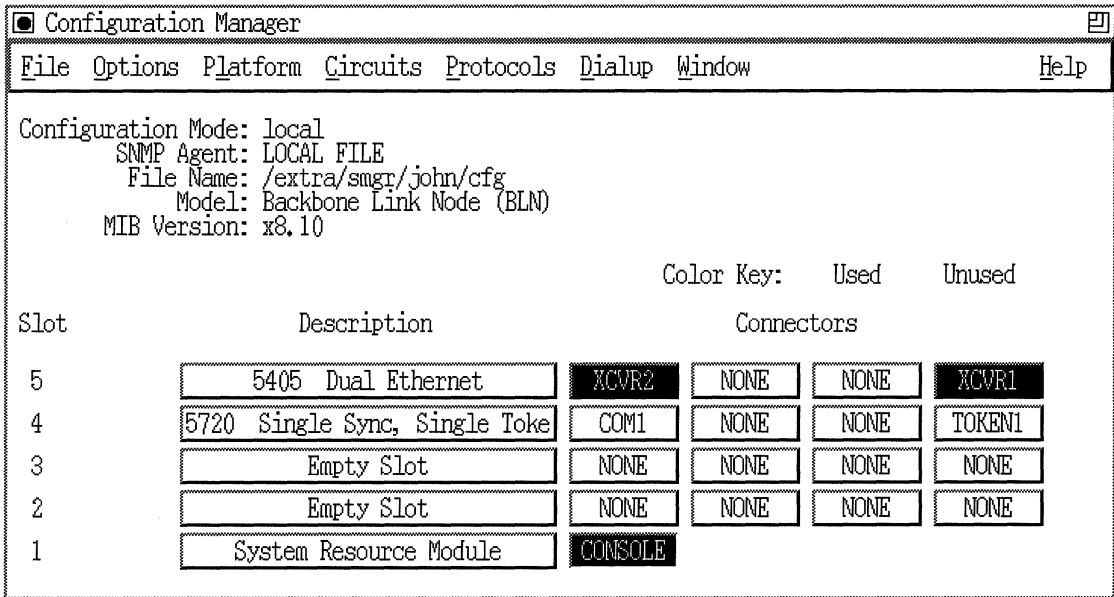 Configuration Manager
File Options Platform Circuits Protocols Dialup Window Help
Configuration Mode: local
SNMP Agent: LOCAL FILE
File Name: /extra/smgr/john/cfg
Model: Backbone Link Node (BLN)
MIB Version: x8.10
Color Key: Used Unused
Slot Description Connectors
5 5405 Dual Ethernet XCVR2 NONE NONE XCVR1
4 5720 Single Sync, Single Toke COM1 NONE NONE TOKEN1
3 Empty Slot NONE NONE NONE NONE
2 Empty Slot NONE NONE NONE NONE
1 System Resource Module CONSOLE